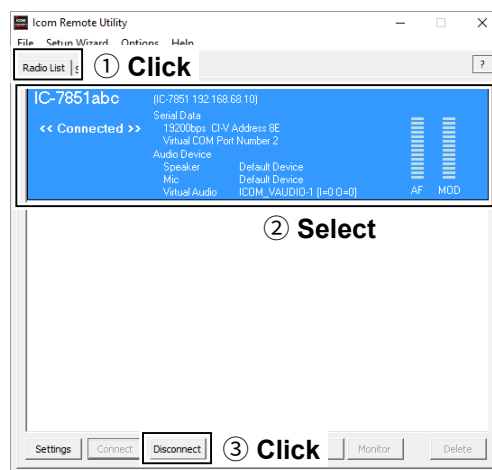 Icom Remote Utility
File Setup Wizard Options Help
Radio List
① Click
?
IC-7851abc
(IC-7851 192.168.68.10)
<< Connected >>
Serial Data
19200bps CI-V Address 8E
Virtual COM Port Number 2
Audio Device
Speaker Default Device
Mic Default Device
Virtual Audio ICOM_VAUDIO-1 [I=0 O=0]
AF MOD
② Select
Settings Connect Disconnect ③ Click Monitor Delete